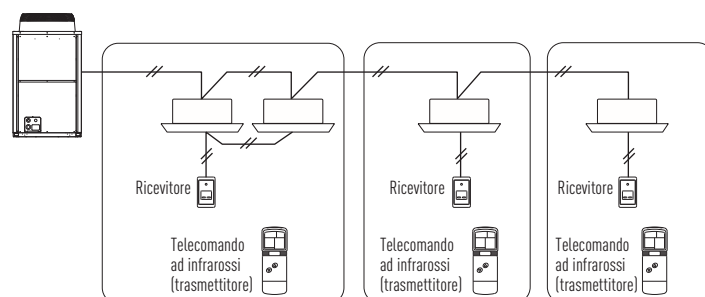 Ricevitore
Ricevitore
Ricevitore
Telecomando
ad infrarossi
(trasmettitore)
Telecomando
ad infrarossi
(trasmettitore)
Telecomando
ad infrarossi
(trasmettitore)